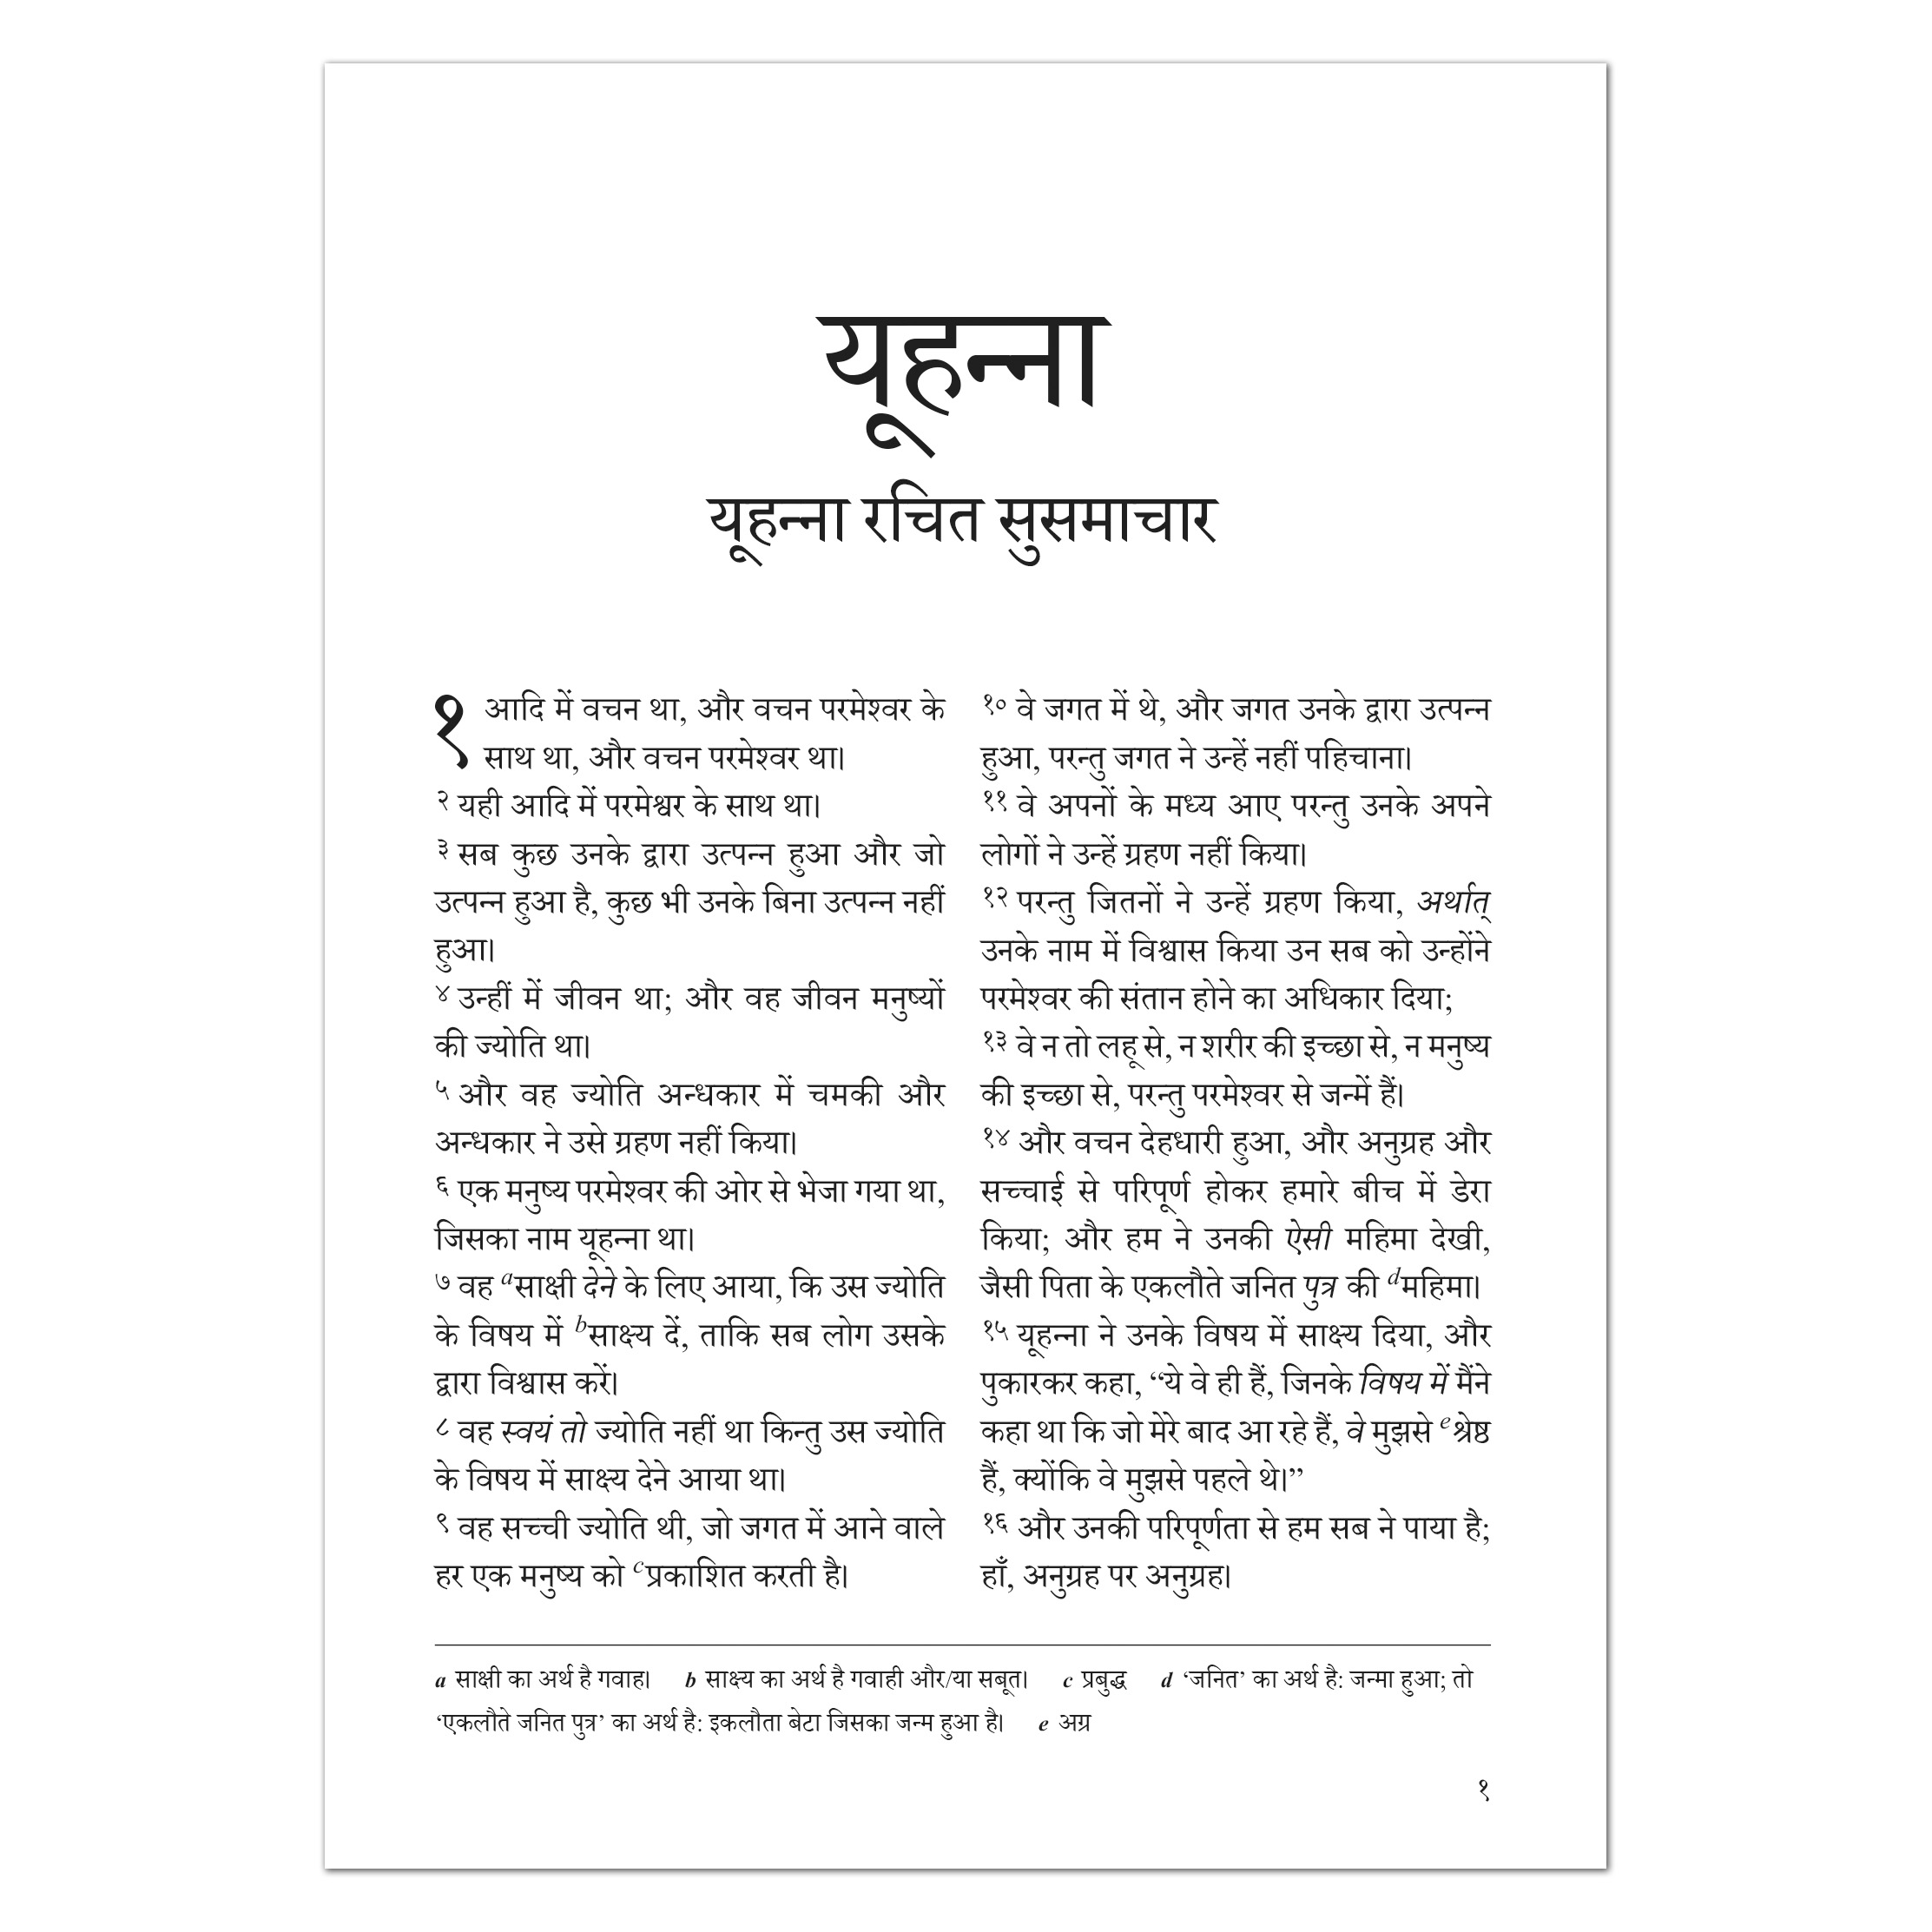 यूहन्ना
यूहन्ना रचित सुसमाचार
१ आदि में वचन था, और वचन परमेश्वर के
साथ था, और वचन परमेश्वर था।
२ यही आदि में परमेश्वर के साथ था।
३ सब कुछ उनके द्वारा उत्पन्न हुआ और जो
उत्पन्न हुआ है, कुछ भी उनके बिना उत्पन्न नहीं
हुआ।
४ उन्हीं में जीवन था; और वह जीवन मनुष्यों
की ज्योति था।
५ और वह ज्योति अन्धकार में चमकी और
अन्धकार ने उसे ग्रहण नहीं किया।
६ एक मनुष्य परमेश्वर की ओर से भेजा गया था,
जिसका नाम यूहन्ना था।
७ वह aसाक्षी देने के लिए आया, कि उस ज्योति
के विषय में bसाक्ष्य दें, ताकि सब लोग उसके
द्वारा विश्वास करें।
८ वह स्वयं तो ज्योति नहीं था किन्तु उस ज्योति
के विषय में साक्ष्य देने आया था।
९ वह सच्ची ज्योति थी, जो जगत में आने वाले
हर एक मनुष्य को cप्रकाशित करती है।
१० वे जगत में थे, और जगत उनके द्वारा उत्पन्न
हुआ, परन्तु जगत ने उन्हें नहीं पहिचाना।
११ वे अपनों के मध्य आए परन्तु उनके अपने
लोगों ने उन्हें ग्रहण नहीं किया।
१२ परन्तु जितनों ने उन्हें ग्रहण किया, अर्थात्
उनके नाम में विश्वास किया उन सब को उन्होंने
परमेश्वर की संतान होने का अधिकार दिया;
१३ वे न तो लहू से, न शरीर की इच्छा से, न मनुष्य
की इच्छा से, परन्तु परमेश्वर से जन्में हैं।
१४ और वचन देहधारी हुआ, और अनुग्रह और
सच्चाई से परिपूर्ण होकर हमारे बीच में डेरा
किया; और हम ने उनकी ऐसी महिमा देखी,
जैसी पिता के एकलौते जनित पुत्र की dमहिमा।
१५ यूहन्ना ने उनके विषय में साक्ष्य दिया, और
पुकारकर कहा, “ये वे ही हैं, जिनके विषय में मैंने
कहा था कि जो मेरे बाद आ रहे हैं, वे मुझसे eश्रेष्ठ
हैं, क्योंकि वे मुझसे पहले थे।”
१६ और उनकी परिपूर्णता से हम सब ने पाया है;
हाँ, अनुग्रह पर अनुग्रह।
a साक्षी का अर्थ है गवाह। b साक्ष्य का अर्थ है गवाही और/या सबूत। c प्रबुद्ध d ‘जनित’ का अर्थ है: जन्मा हुआ; तो
‘एकलौते जनित पुत्र’ का अर्थ है: इकलौता बेटा जिसका जन्म हुआ है। e अग्र
१